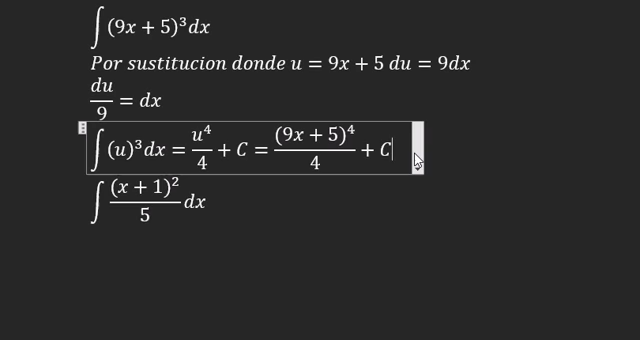 ∫(9x + 5)³dx
Por sustitucion donde u = 9x + 5 du = 9dx
du/9 = dx
∫(u)³dx = u⁴/4 + C = (9x + 5)⁴/4 + C
∫(x + 1)²/5 dx